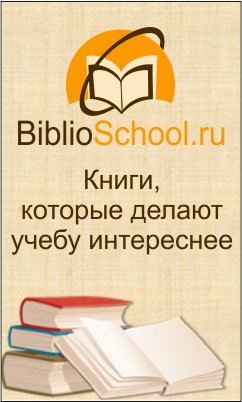 BiblioSchool.ru
Книги,
которые делают
учебу интереснее